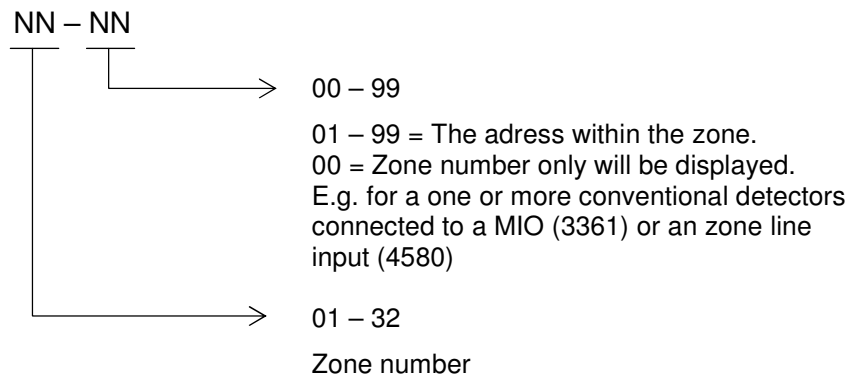 NN – NN
00 – 99
01 – 99 = The adress within the zone.
00 = Zone number only will be displayed.
E.g. for a one or more conventional detectors
connected to a MIO (3361) or an zone line
input (4580)
01 – 32
Zone number